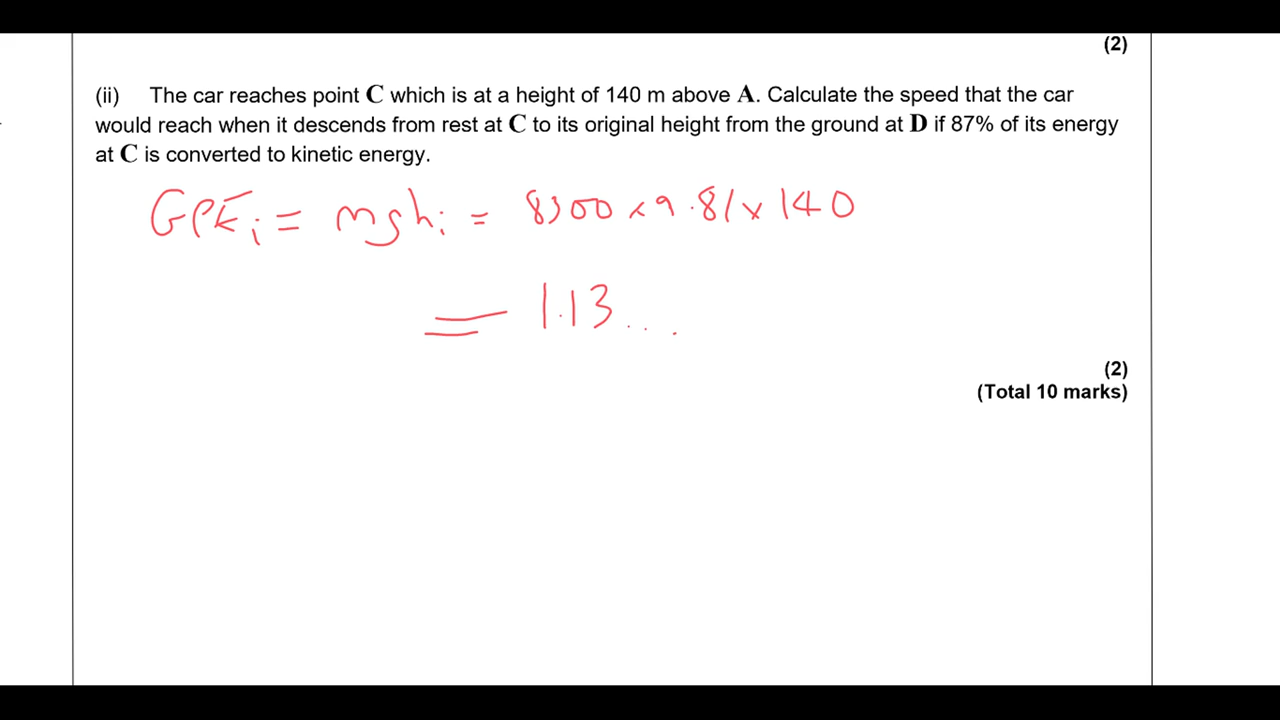 (2)
(ii) The car reaches point C which is at a height of 140 m above A. Calculate the speed that the car
would reach when it descends from rest at C to its original height from the ground at D if 87% of its energy
at C is converted to kinetic energy.
GPEi = mghi = 8300 x 9.81 x 140
= 1.13 ....
(2)
(Total 10 marks)